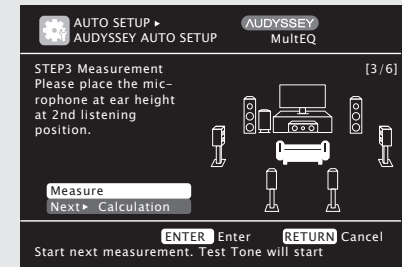 AUTO SETUP ▸
AUDYSSEY AUTO SETUP
AUDYSSEY
MultEQ
STEP3 Measurement
[3/6]
Please place the mic-
rophone at ear height
at 2nd listening
position.
Measure
Next▸ Calculation
ENTER Enter RETURN Cancel
Start next measurement. Test Tone will start